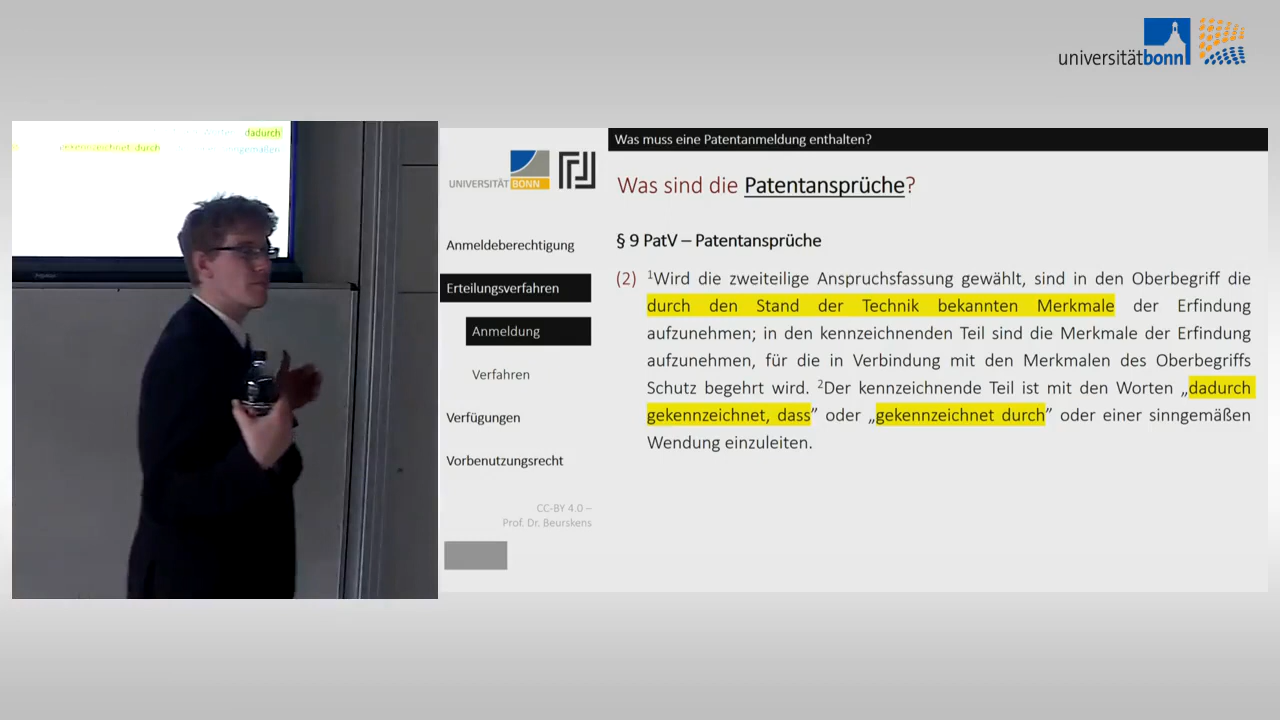 universitätbonn
dadurch
gekennzeichnet durch
UNIVERSITÄT BONN
Anmeldeberechtigung
Erteilungsverfahren
Anmeldung
Verfahren
Verfügungen
Vorbenutzungsrecht
CC-BY 4.0 –
Prof. Dr. Beurskens
Was muss eine Patentanmeldung enthalten?
Was sind die Patentansprüche?
§ 9 PatV – Patentansprüche
(2) ¹Wird die zweiteilige Anspruchsfassung gewählt, sind in den Oberbegriff die
durch den Stand der Technik bekannten Merkmale der Erfindung
aufzunehmen; in den kennzeichnenden Teil sind die Merkmale der Erfindung
aufzunehmen, für die in Verbindung mit den Merkmalen des Oberbegriffs
Schutz begehrt wird. ²Der kennzeichnende Teil ist mit den Worten „dadurch
gekennzeichnet, dass” oder „gekennzeichnet durch” oder einer sinngemäßen
Wendung einzuleiten.